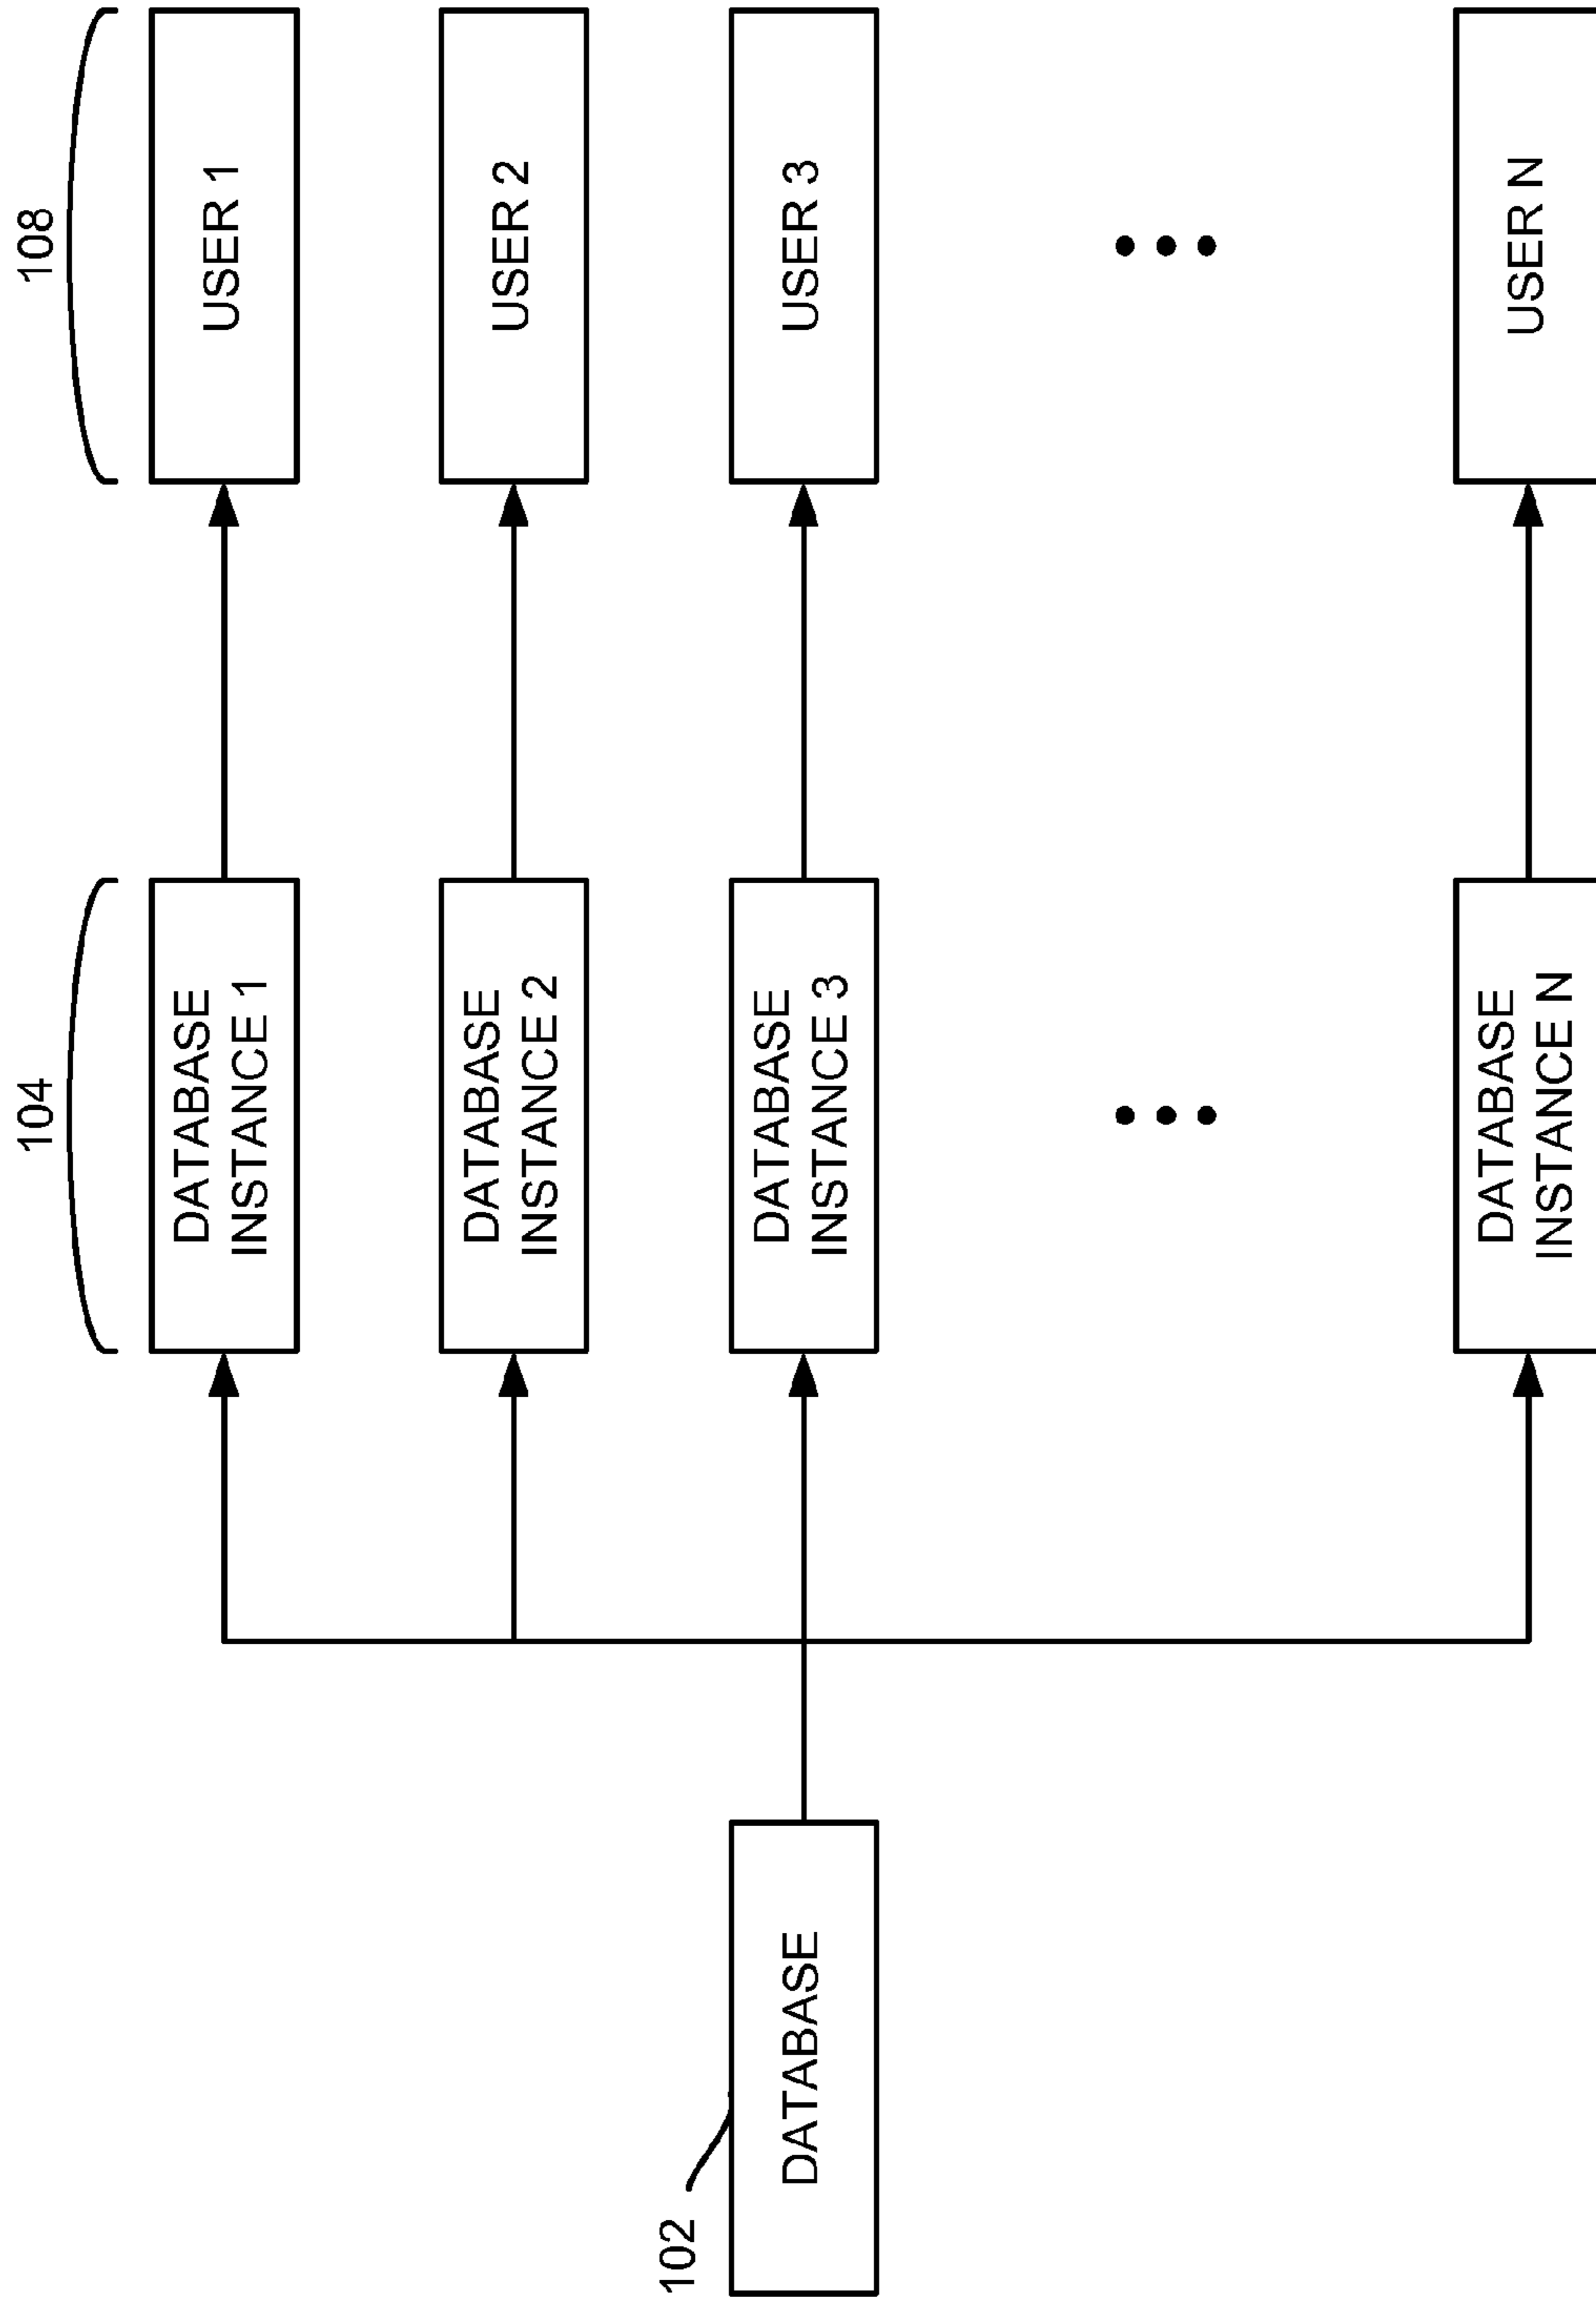 104
108
DATABASE
INSTANCE 1
USER 1
DATABASE
INSTANCE 2
USER 2
102
DATABASE
DATABASE
INSTANCE 3
USER 3
DATABASE
INSTANCE N
USER N